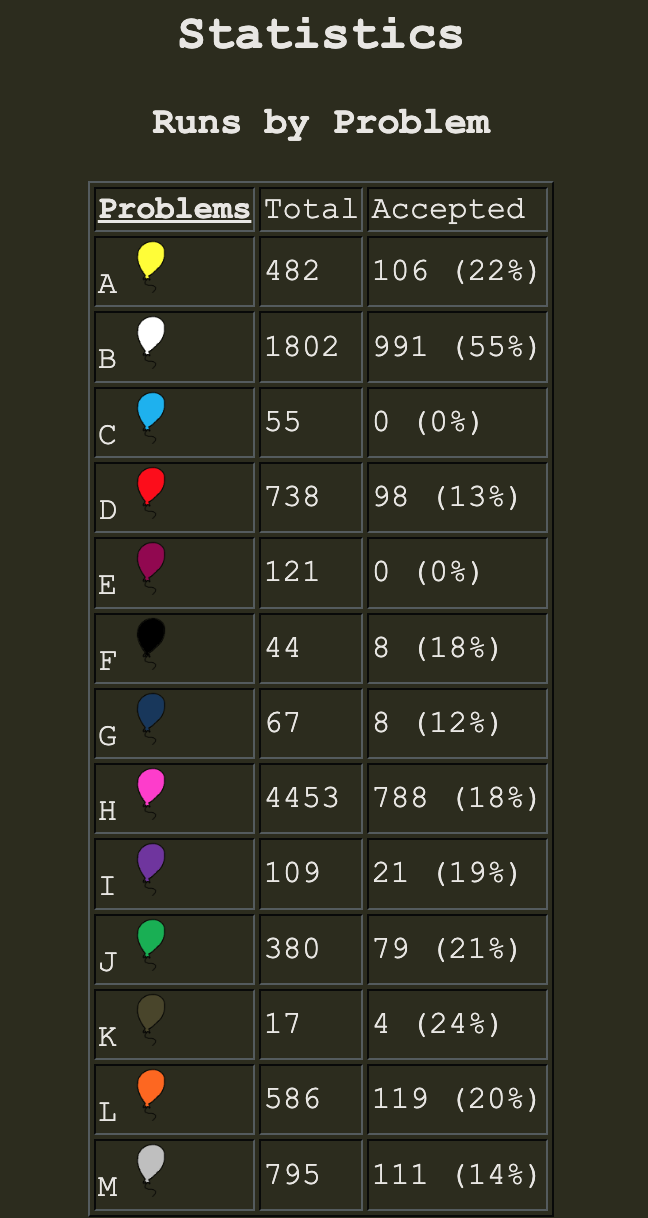 Statistics
Runs by Problem
Problems Total Accepted
A 482 106 (22%)
B 1802 991 (55%)
C 55 0 (0%)
D 738 98 (13%)
E 121 0 (0%)
F 44 8 (18%)
G 67 8 (12%)
H 4453 788 (18%)
I 109 21 (19%)
J 380 79 (21%)
K 17 4 (24%)
L 586 119 (20%)
M 795 111 (14%)